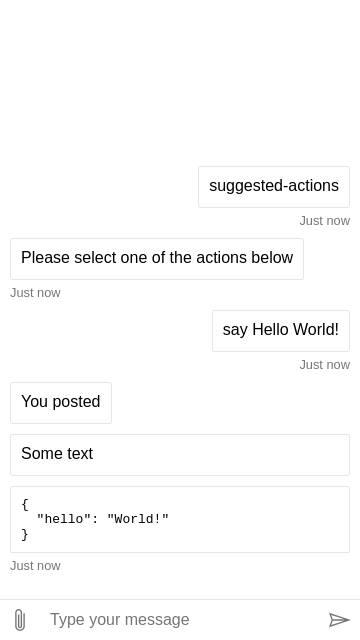 suggested-actions
Just now
Please select one of the actions below
Just now
say Hello World!
Just now
You posted
Some text
{
  "hello": "World!"
}
Just now
Type your message